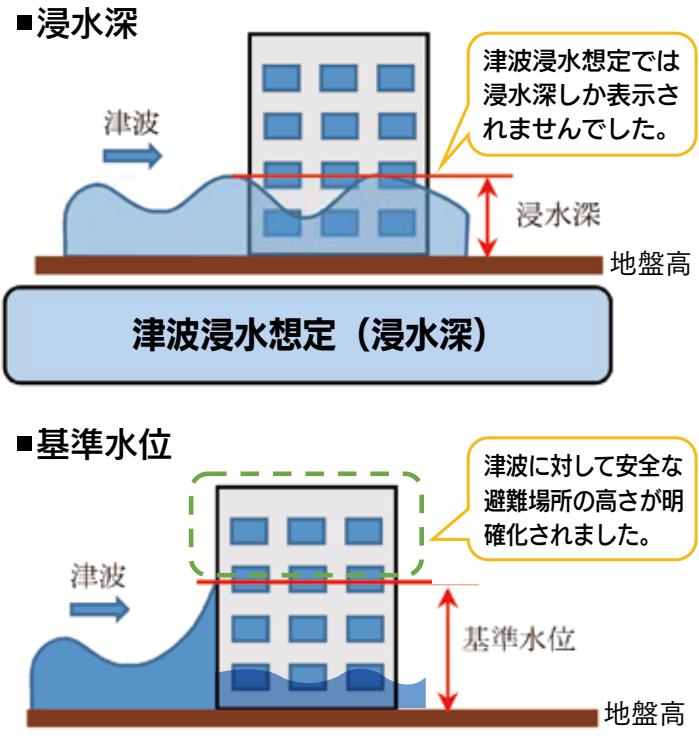 ■浸水深
津波浸水想定では
浸水深しか表示さ
れませんでした。
津波
浸水深
地盤高
津波浸水想定（浸水深）
■基準水位
津波に対して安全な
避難場所の高さが明
確化されました。
津波
基準水位
地盤高